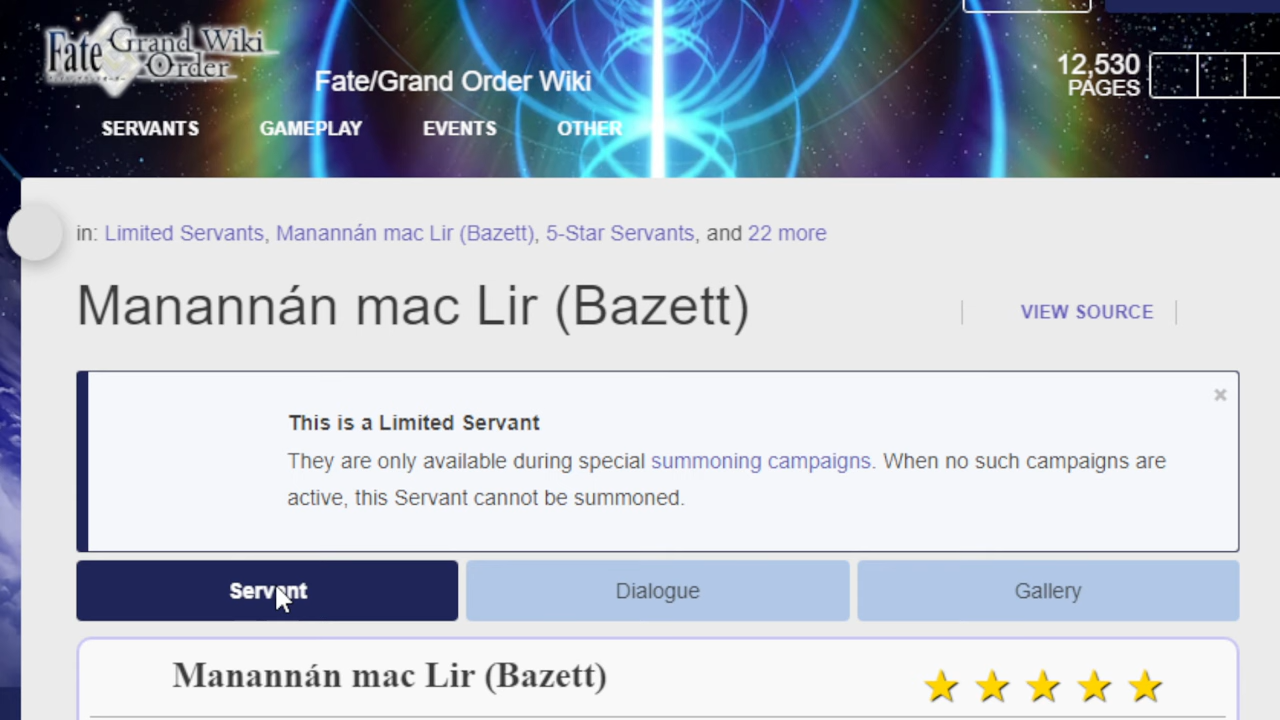 Fate Grand Wiki
Order
Fate/Grand Order Wiki
12,530
PAGES
SERVANTS GAMEPLAY EVENTS OTHER
in: Limited Servants, Manannán mac Lir (Bazett), 5-Star Servants, and 22 more
Manannán mac Lir (Bazett)
VIEW SOURCE
This is a Limited Servant
They are only available during special summoning campaigns. When no such campaigns are
active, this Servant cannot be summoned.
Servant Dialogue Gallery
Manannán mac Lir (Bazett)